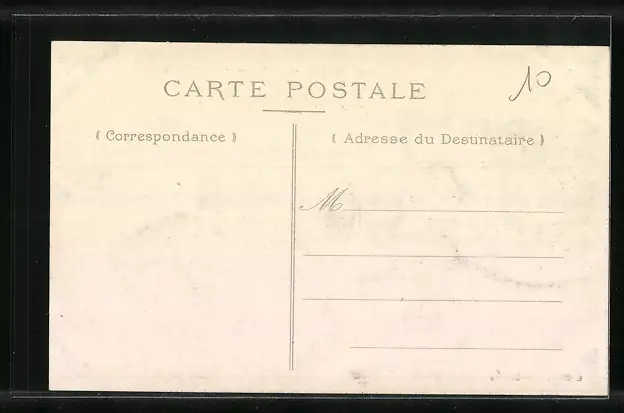 CARTE POSTALE
10
( Correspondance )
( Adresse du Destinataire )
M